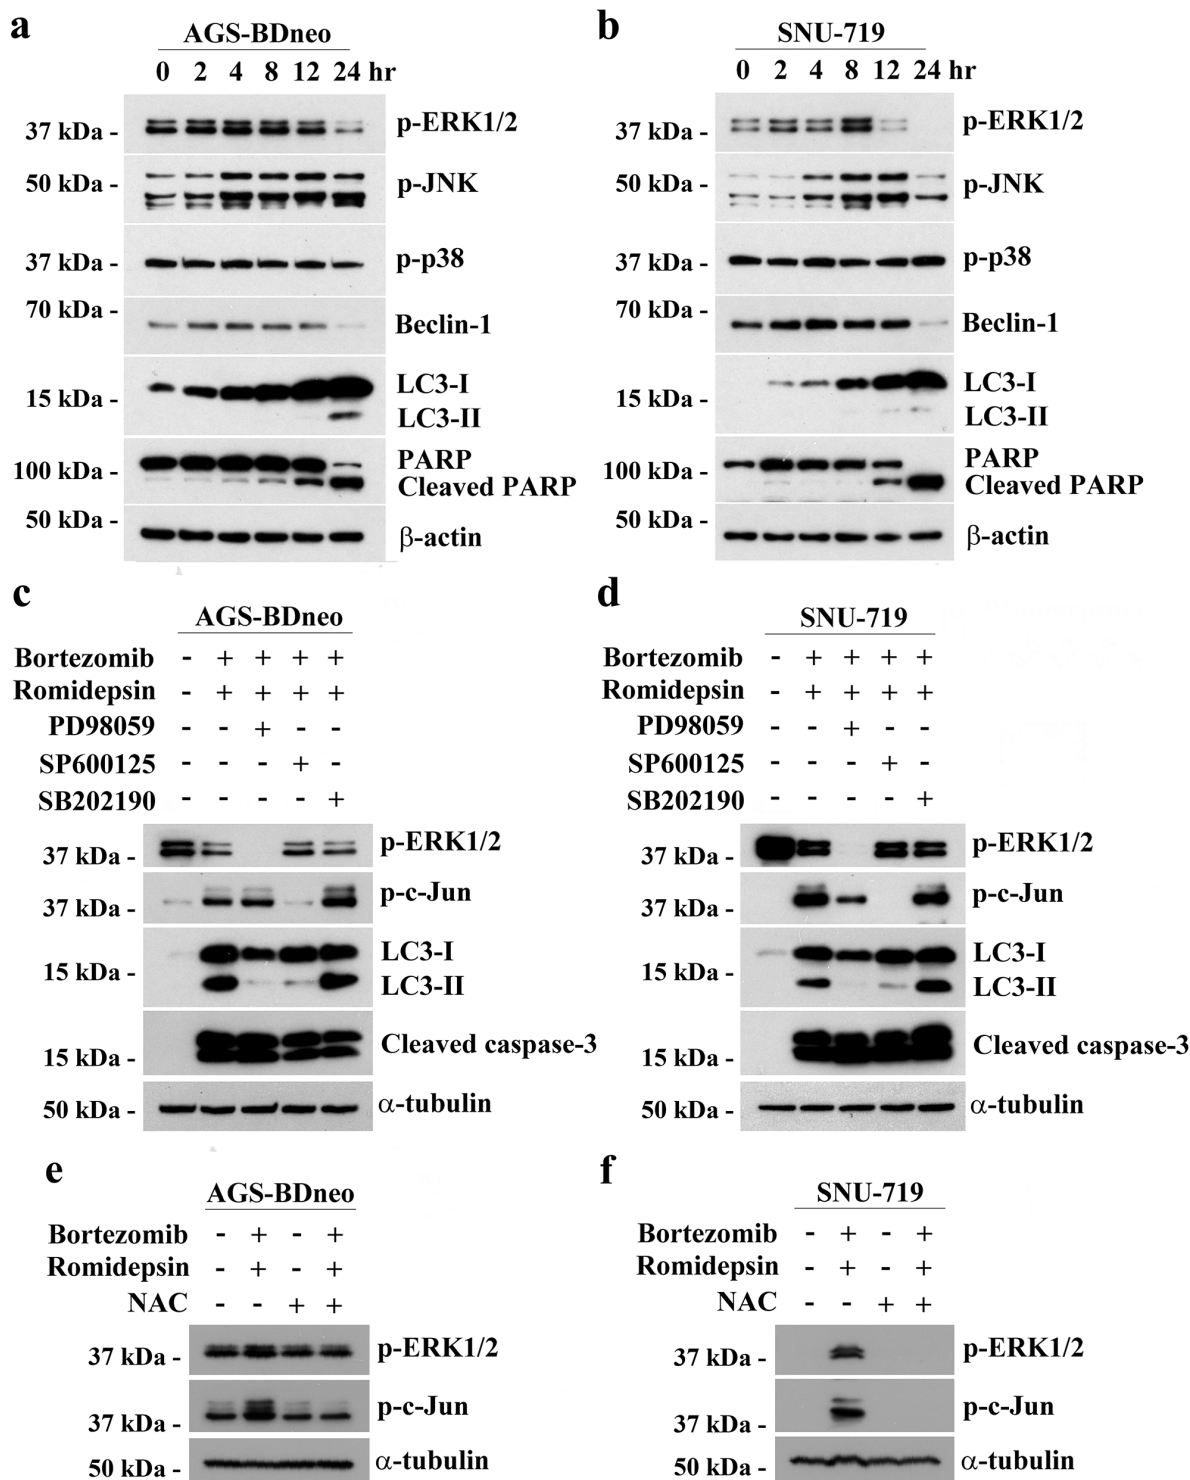 a
AGS-BDneo
0 2 4 8 12 24 hr
37 kDa - p-ERK1/2
50 kDa - p-JNK
37 kDa - p-p38
70 kDa -
Beclin-1
LC3-I
15 kDa -
LC3-II
PARP
100 kDa -
Cleaved PARP
50 kDa -
β-actin
b
SNU-719
0 2 4 8 12 24 hr
37 kDa - p-ERK1/2
50 kDa - p-JNK
37 kDa - p-p38
70 kDa -
Beclin-1
LC3-I
15 kDa -
LC3-II
PARP
100 kDa -
Cleaved PARP
50 kDa -
β-actin
c
AGS-BDneo
Bortezomib - + + + +
Romidepsin - + + + +
PD98059 - - + - -
SP600125 - - - + -
SB202190 - - - - +
37 kDa - p-ERK1/2
37 kDa - p-c-Jun
LC3-I
15 kDa -
LC3-II
15 kDa - Cleaved caspase-3
50 kDa - α-tubulin
d
SNU-719
Bortezomib - + + + +
Romidepsin - + + + +
PD98059 - - + - -
SP600125 - - - + -
SB202190 - - - - +
37 kDa - p-ERK1/2
37 kDa - p-c-Jun
LC3-I
15 kDa -
LC3-II
15 kDa - Cleaved caspase-3
50 kDa - α-tubulin
e
AGS-BDneo
Bortezomib - + - +
Romidepsin - + - +
NAC - - + +
37 kDa - p-ERK1/2
37 kDa - p-c-Jun
50 kDa - α-tubulin
f
SNU-719
Bortezomib - + - +
Romidepsin - + - +
NAC - - + +
37 kDa - p-ERK1/2
37 kDa - p-c-Jun
50 kDa - α-tubulin